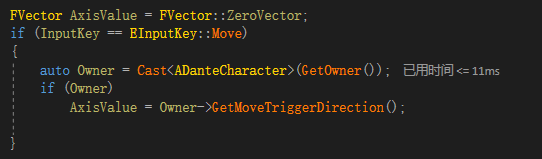 FVector AxisValue = FVector::ZeroVector;
if (InputKey == EInputKey::Move)
{
    auto Owner = Cast<ADanteCharacter>(GetOwner()); 已用时间 <= 11ms
    if (Owner)
        AxisValue = Owner->GetMoveTriggerDirection();
}